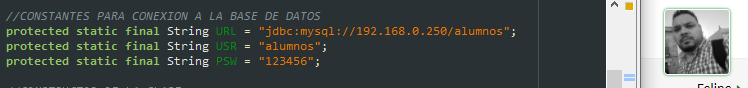 //CONSTANTES PARA CONEXION A LA BASE DE DATOS
protected static final String URL = "jdbc:mysql://192.168.0.250/alumnos";
protected static final String USR = "alumnos";
protected static final String PSW = "123456";